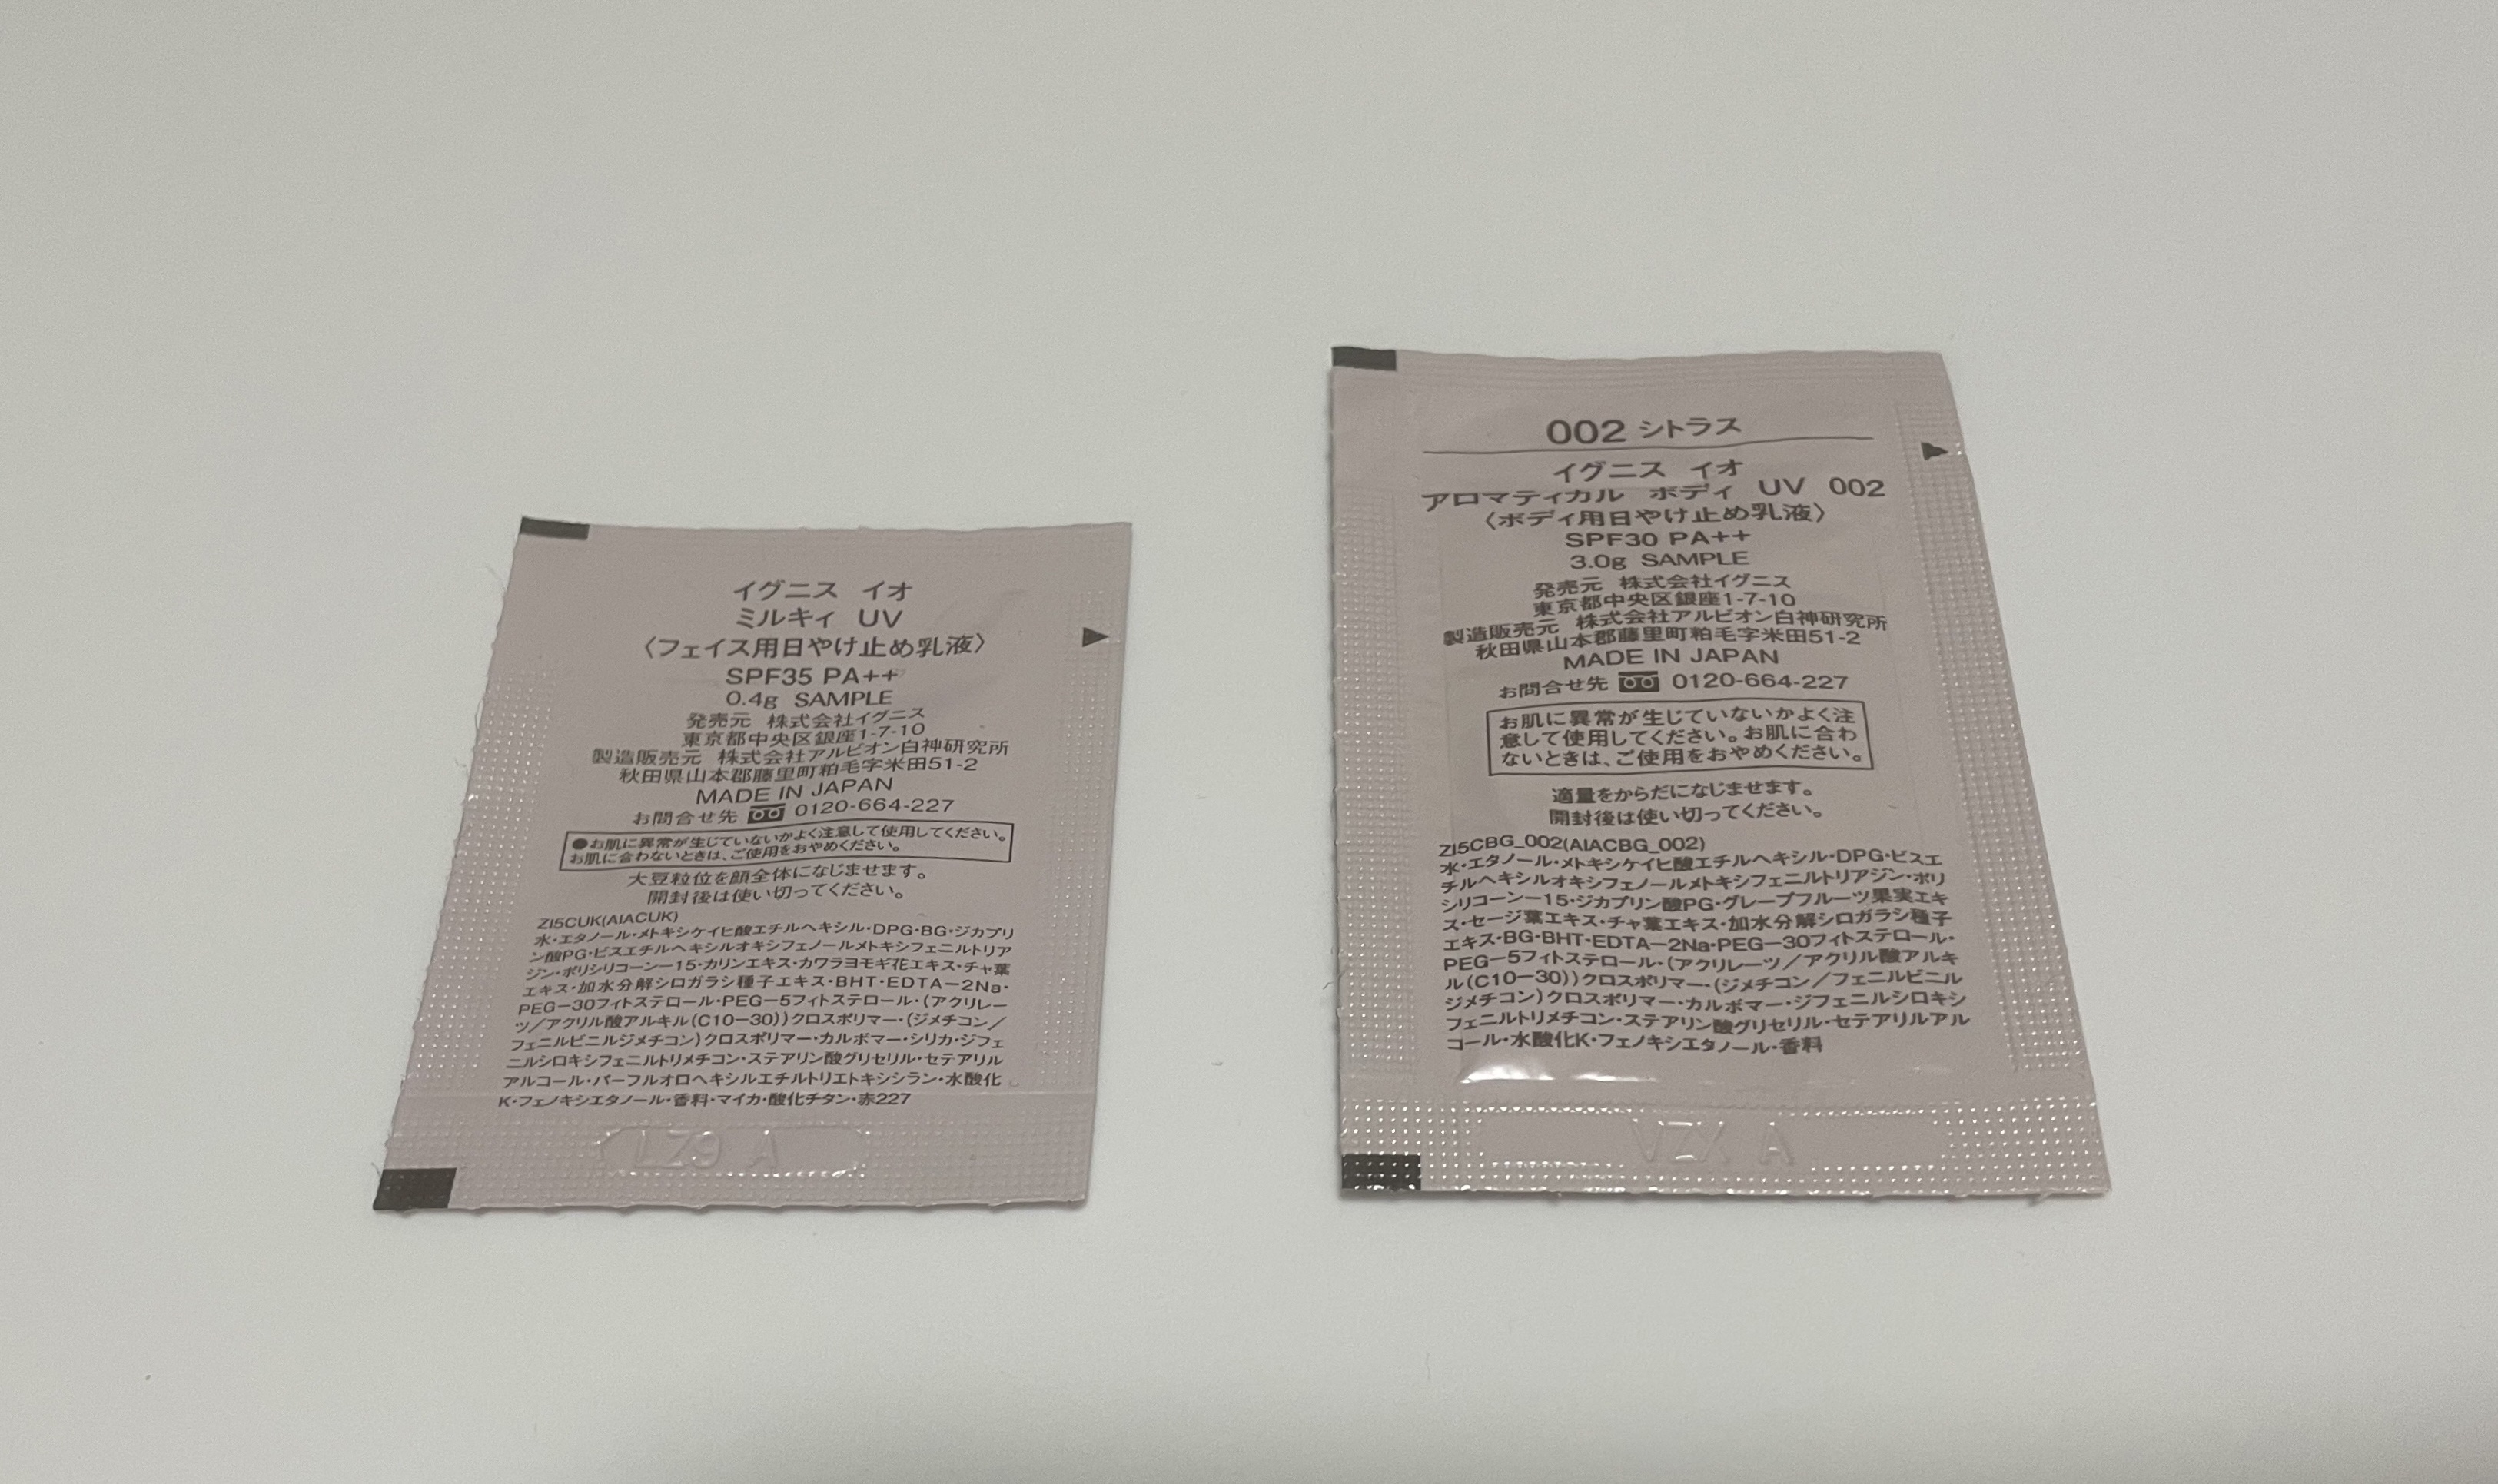 イグニス イオ
ミルキィ UV
〈フェイス用日やけ止め乳液〉
SPF35 PA++
0.4g SAMPLE
発売元 株式会社イグニス
東京都中央区銀座1-7-10
製造販売元 株式会社アルビオン白神研究所
秋田県山本郡藤里町粕毛字米田51-2
MADE IN JAPAN
お問合せ先 0120-664-227
●お肌に異常が生じていないかよく注意して使用してください。
お肌に合わないときは、ご使用をおやめください。
大豆粒位を顔全体になじませます。
開封後は使い切ってください。
ZI5CUK(AIACUK)
水・エタノール・メトキシケイヒ酸エチルヘキシル・DPG・BG・ジカプリ
ン酸PG・ビスエチルヘキシルオキシフェノールメトキシフェニルトリア
ジン・ポリシリコーン−15・カリンエキス・カワラヨモギ花エキス・チャ葉
エキス・加水分解シロガラシ種子エキス・BHT・EDTA−2Na・
PEG−30フィトステロール・PEG−5フィトステロール・(アクリレー
ツ/アクリル酸アルキル(C10−30))クロスポリマー・(ジメチコン/
フェニルビニルジメチコン)クロスポリマー・カルボマー・シリカ・ジフェ
ニルシロキシフェニルトリメチコン・ステアリン酸グリセリル・セテアリル
アルコール・パーフルオロヘキシルエチルトリエトキシシラン・水酸化
K・フェノキシエタノール・香料・マイカ・酸化チタン・赤227
LZ9 A
002 シトラス
イグニス イオ
アロマティカル ボディ UV 002
〈ボディ用日やけ止め乳液〉
SPF30 PA++
3.0g SAMPLE
発売元 株式会社イグニス
東京都中央区銀座1-7-10
製造販売元 株式会社アルビオン白神研究所
秋田県山本郡藤里町粕毛字米田51-2
MADE IN JAPAN
お問合せ先 0120-664-227
お肌に異常が生じていないかよく注
意して使用してください。お肌に合わ
ないときは、ご使用をおやめください。
適量をからだになじませます。
開封後は使い切ってください。
ZI5CBG_002(AIACBG_002)
水・エタノール・メトキシケイヒ酸エチルヘキシル・DPG・ビスエ
チルヘキシルオキシフェノールメトキシフェニルトリアジン・ポリ
シリコーン−15・ジカプリン酸PG・グレープフルーツ果実エキ
ス・セージ葉エキス・チャ葉エキス・加水分解シロガラシ種子
エキス・BG・BHT・EDTA−2Na・PEG−30フィトステロール・
PEG−5フィトステロール・(アクリレーツ/アクリル酸アルキ
ル(C10−30))クロスポリマー・(ジメチコン/フェニルビニル
ジメチコン)クロスポリマー・カルボマー・ジフェニルシロキシ
フェニルトリメチコン・ステアリン酸グリセリル・セテアリルアル
コール・水酸化K・フェノキシエタノール・香料
VZX A